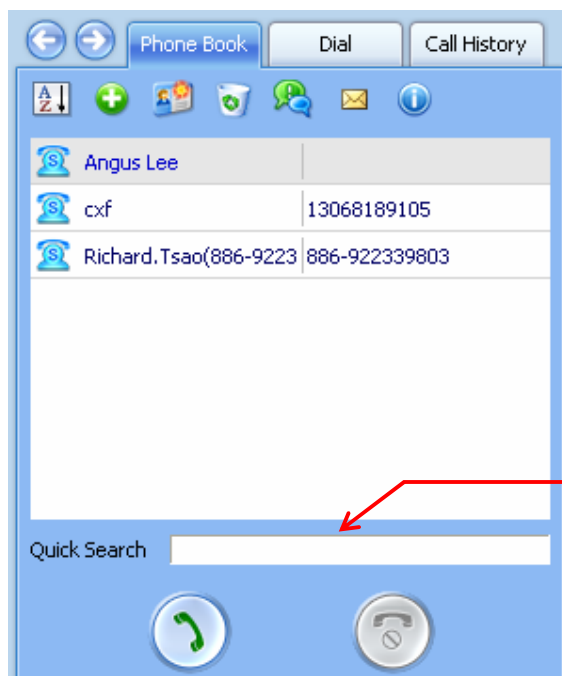 Phone Book Dial Call History
Angus Lee
cxf 13068189105
Richard.Tsao(886-9223 886-922339803
Quick Search